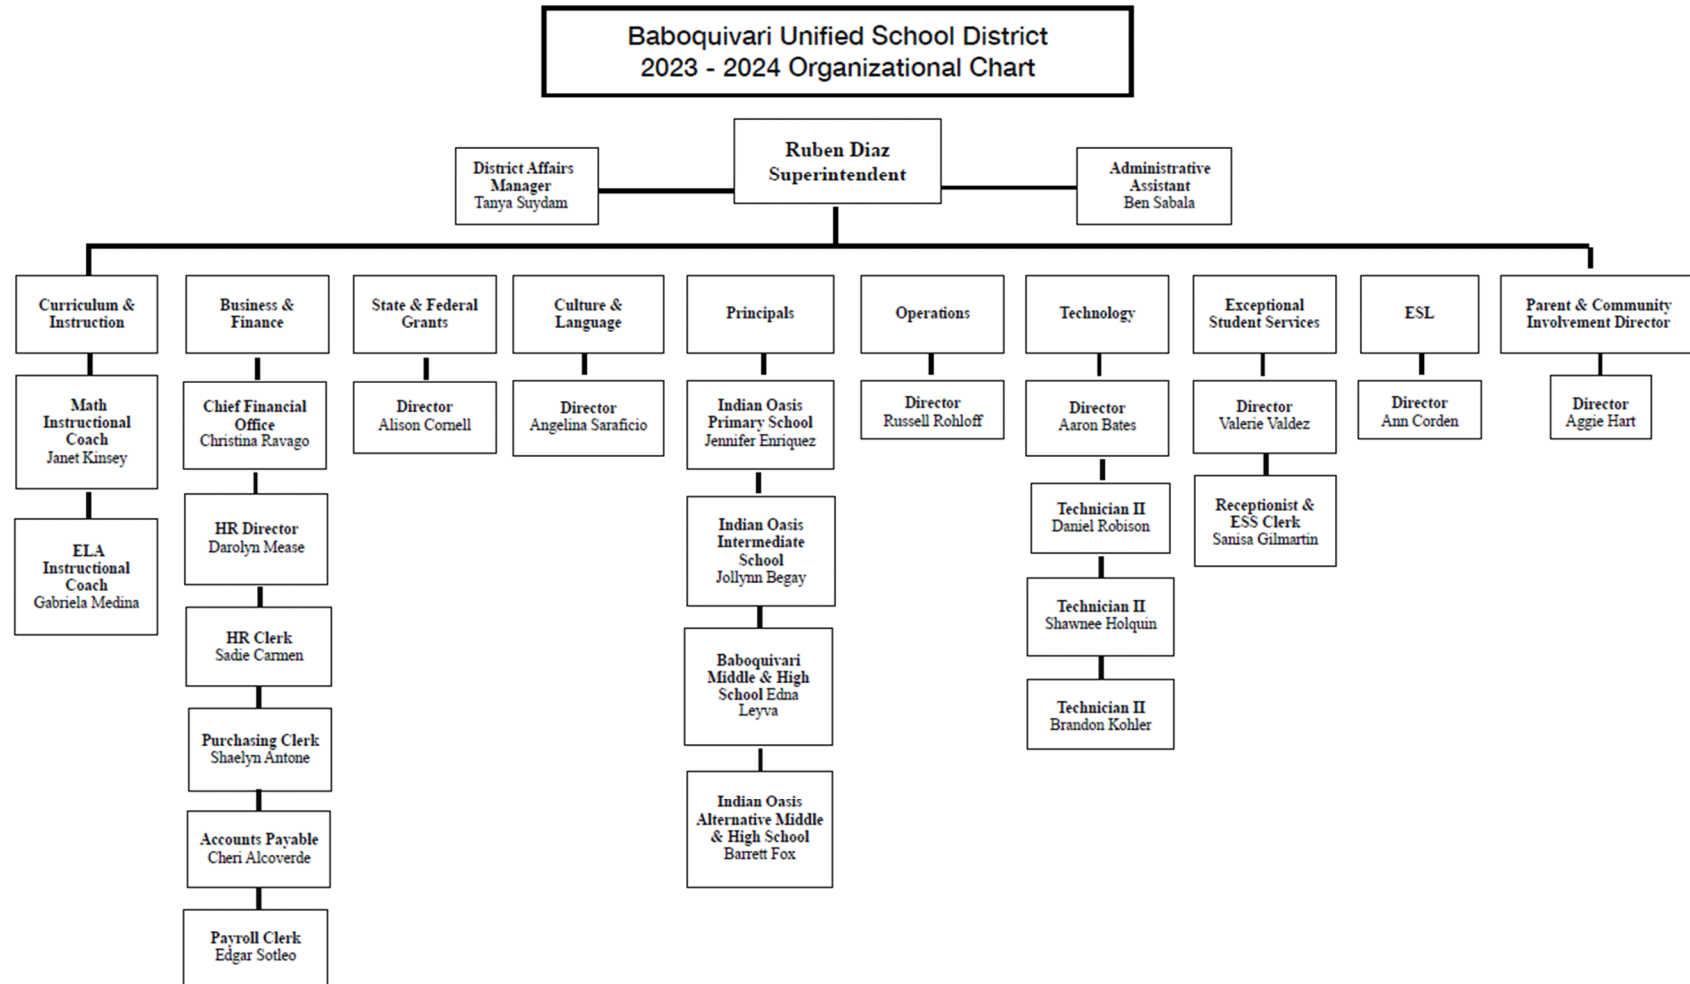 Baboquivari Unified School District
2023 - 2024 Organizational Chart
Ruben Diaz
Superintendent
District Affairs
Manager
Tanya Suydam
Administrative
Assistant
Ben Sabala
Curriculum &
Instruction
Business &
Finance
State & Federal
Grants
Culture &
Language
Principals
Operations
Technology
Exceptional
Student Services
ESL
Parent & Community
Involvement Director
Math
Instructional
Coach
Janet Kinsey
ELA
Instructional
Coach
Gabriela Medina
Chief Financial
Office
Christina Ravago
HR Director
Darolyn Mease
HR Clerk
Sadie Carmen
Purchasing Clerk
Shaelyn Antone
Accounts Payable
Cheri Alcoverde
Payroll Clerk
Edgar Sotleo
Director
Alison Cornell
Director
Angelina Saraficio
Indian Oasis
Primary School
Jennifer Enriquez
Indian Oasis
Intermediate
School
Jollynn Begay
Baboquivari
Middle & High
School Edna
Leyva
Indian Oasis
Alternative Middle
& High School
Barrett Fox
Director
Russell Rohloff
Director
Aaron Bates
Technician II
Daniel Robison
Technician II
Shawnee Holquin
Technician II
Brandon Kohler
Director
Valerie Valdez
Receptionist &
ESS Clerk
Sanisa Gilmartin
Director
Ann Corden
Director
Aggie Hart